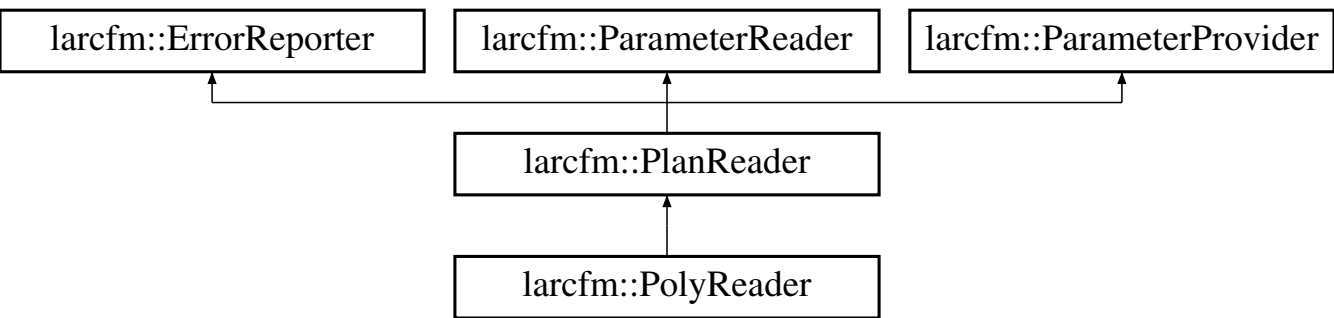 larcfm::ErrorReporter
larcfm::ParameterReader
larcfm::ParameterProvider
larcfm::PlanReader
larcfm::PolyReader